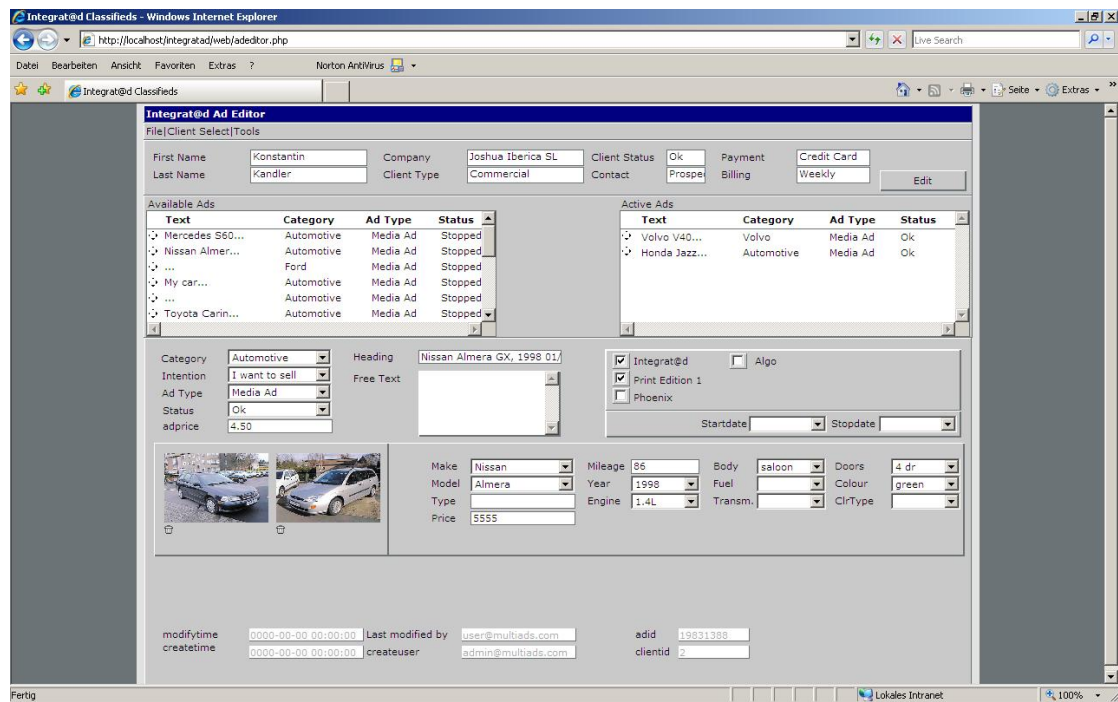 Integrat@d Classifieds - Windows Internet Explorer
http://localhost/integratad/web/adeditor.php
Live Search
Datei Bearbeiten Ansicht Favoriten Extras ? Norton AntiVirus
Integrat@d Classifieds
Seite Extras »
Integrat@d Ad Editor
File|Client Select|Tools
First Name Konstantin Company Joshua Iberica SL Client Status Ok Payment Credit Card
Last Name Kandler Client Type Commercial Contact Prospe Billing Weekly Edit
Available Ads Active Ads
Text Category Ad Type Status Text Category Ad Type Status
Mercedes S60... Automotive Media Ad Stopped Volvo V40... Volvo Media Ad Ok
Nissan Almer... Automotive Media Ad Stopped Honda Jazz... Automotive Media Ad Ok
... Ford Media Ad Stopped
My car... Automotive Media Ad Stopped
... Automotive Media Ad Stopped
Toyota Carin... Automotive Media Ad Stopped
Category Automotive Heading Nissan Almera GX, 1998 01/ Integrat@d Algo
Intention I want to sell Free Text Print Edition 1
Ad Type Media Ad Phoenix
Status Ok
adprice 4.50 Startdate Stopdate
Make Nissan Mileage 86 Body saloon Doors 4 dr
Model Almera Year 1998 Fuel Colour green
Type Engine 1.4L Transm. ClrType
Price 5555
modifytime 0000-00-00 00:00:00 Last modified by user@multiads.com adid 19831388
createtime 0000-00-00 00:00:00 createuser admin@multiads.com clientid 2
Fertig Lokales Intranet 100%